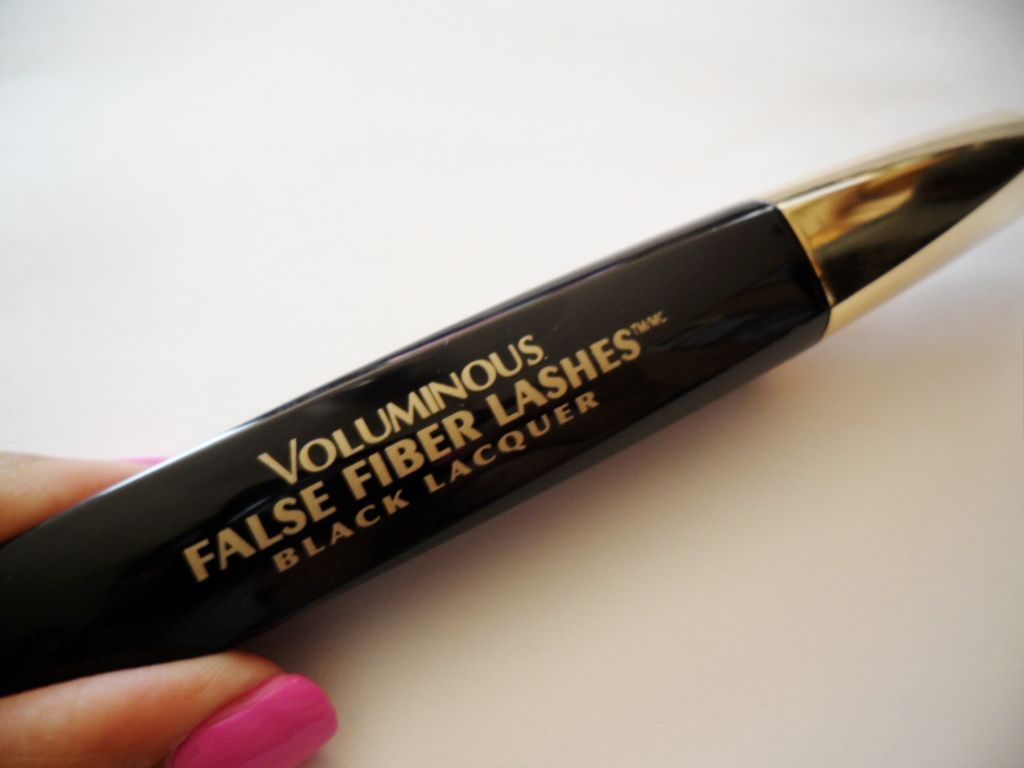 VOLUMINOUS
FALSE FIBER LASHES™/MC
BLACK LACQUER